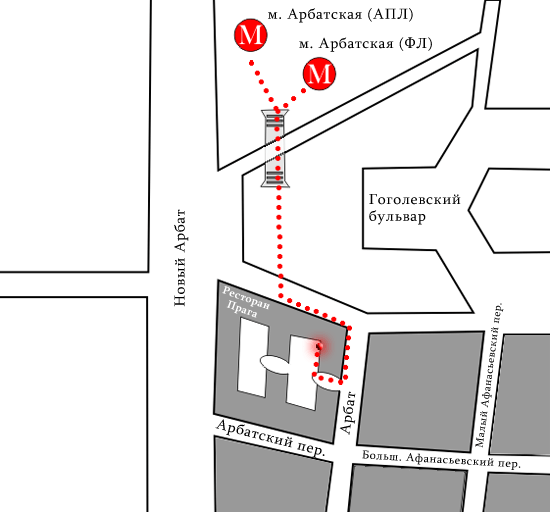 м. Арбатская (АПЛ)
М
м. Арбатская (ФЛ)
М
Гоголевский
бульвар
Новый Арбат
Ресторан
Прага
Малый Афанасьевский пер.
Арбат
Арбатский пер.
Больш. Афанасьевский пер.